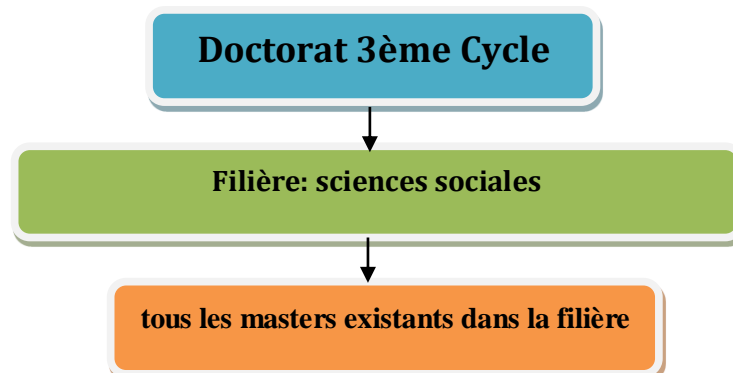 Doctorat 3ème Cycle
Filière: sciences sociales
tous les masters existants dans la filière